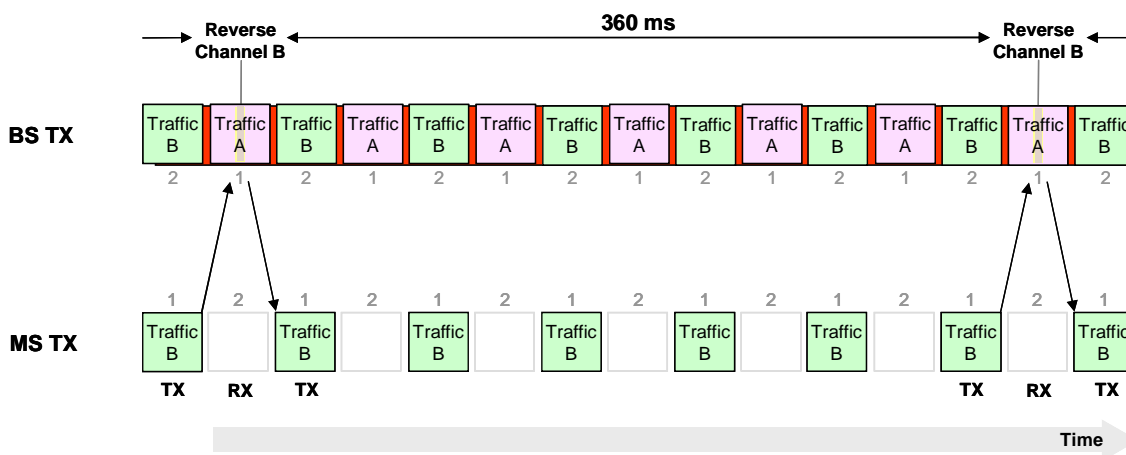 360 ms
Reverse Channel B
Reverse Channel B
BS TX
Traffic B Traffic A Traffic B Traffic A Traffic B Traffic A Traffic B Traffic A Traffic B Traffic A Traffic B Traffic A Traffic B Traffic A Traffic B
2 1 2 1 2 1 2 1 2 1 2 1 2 1 2
1 2 1 2 1 2 1 2 1 2 1 2 1 2 1
MS TX
Traffic B Traffic B Traffic B Traffic B Traffic B Traffic B Traffic B Traffic B
TX RX TX TX RX TX
Time